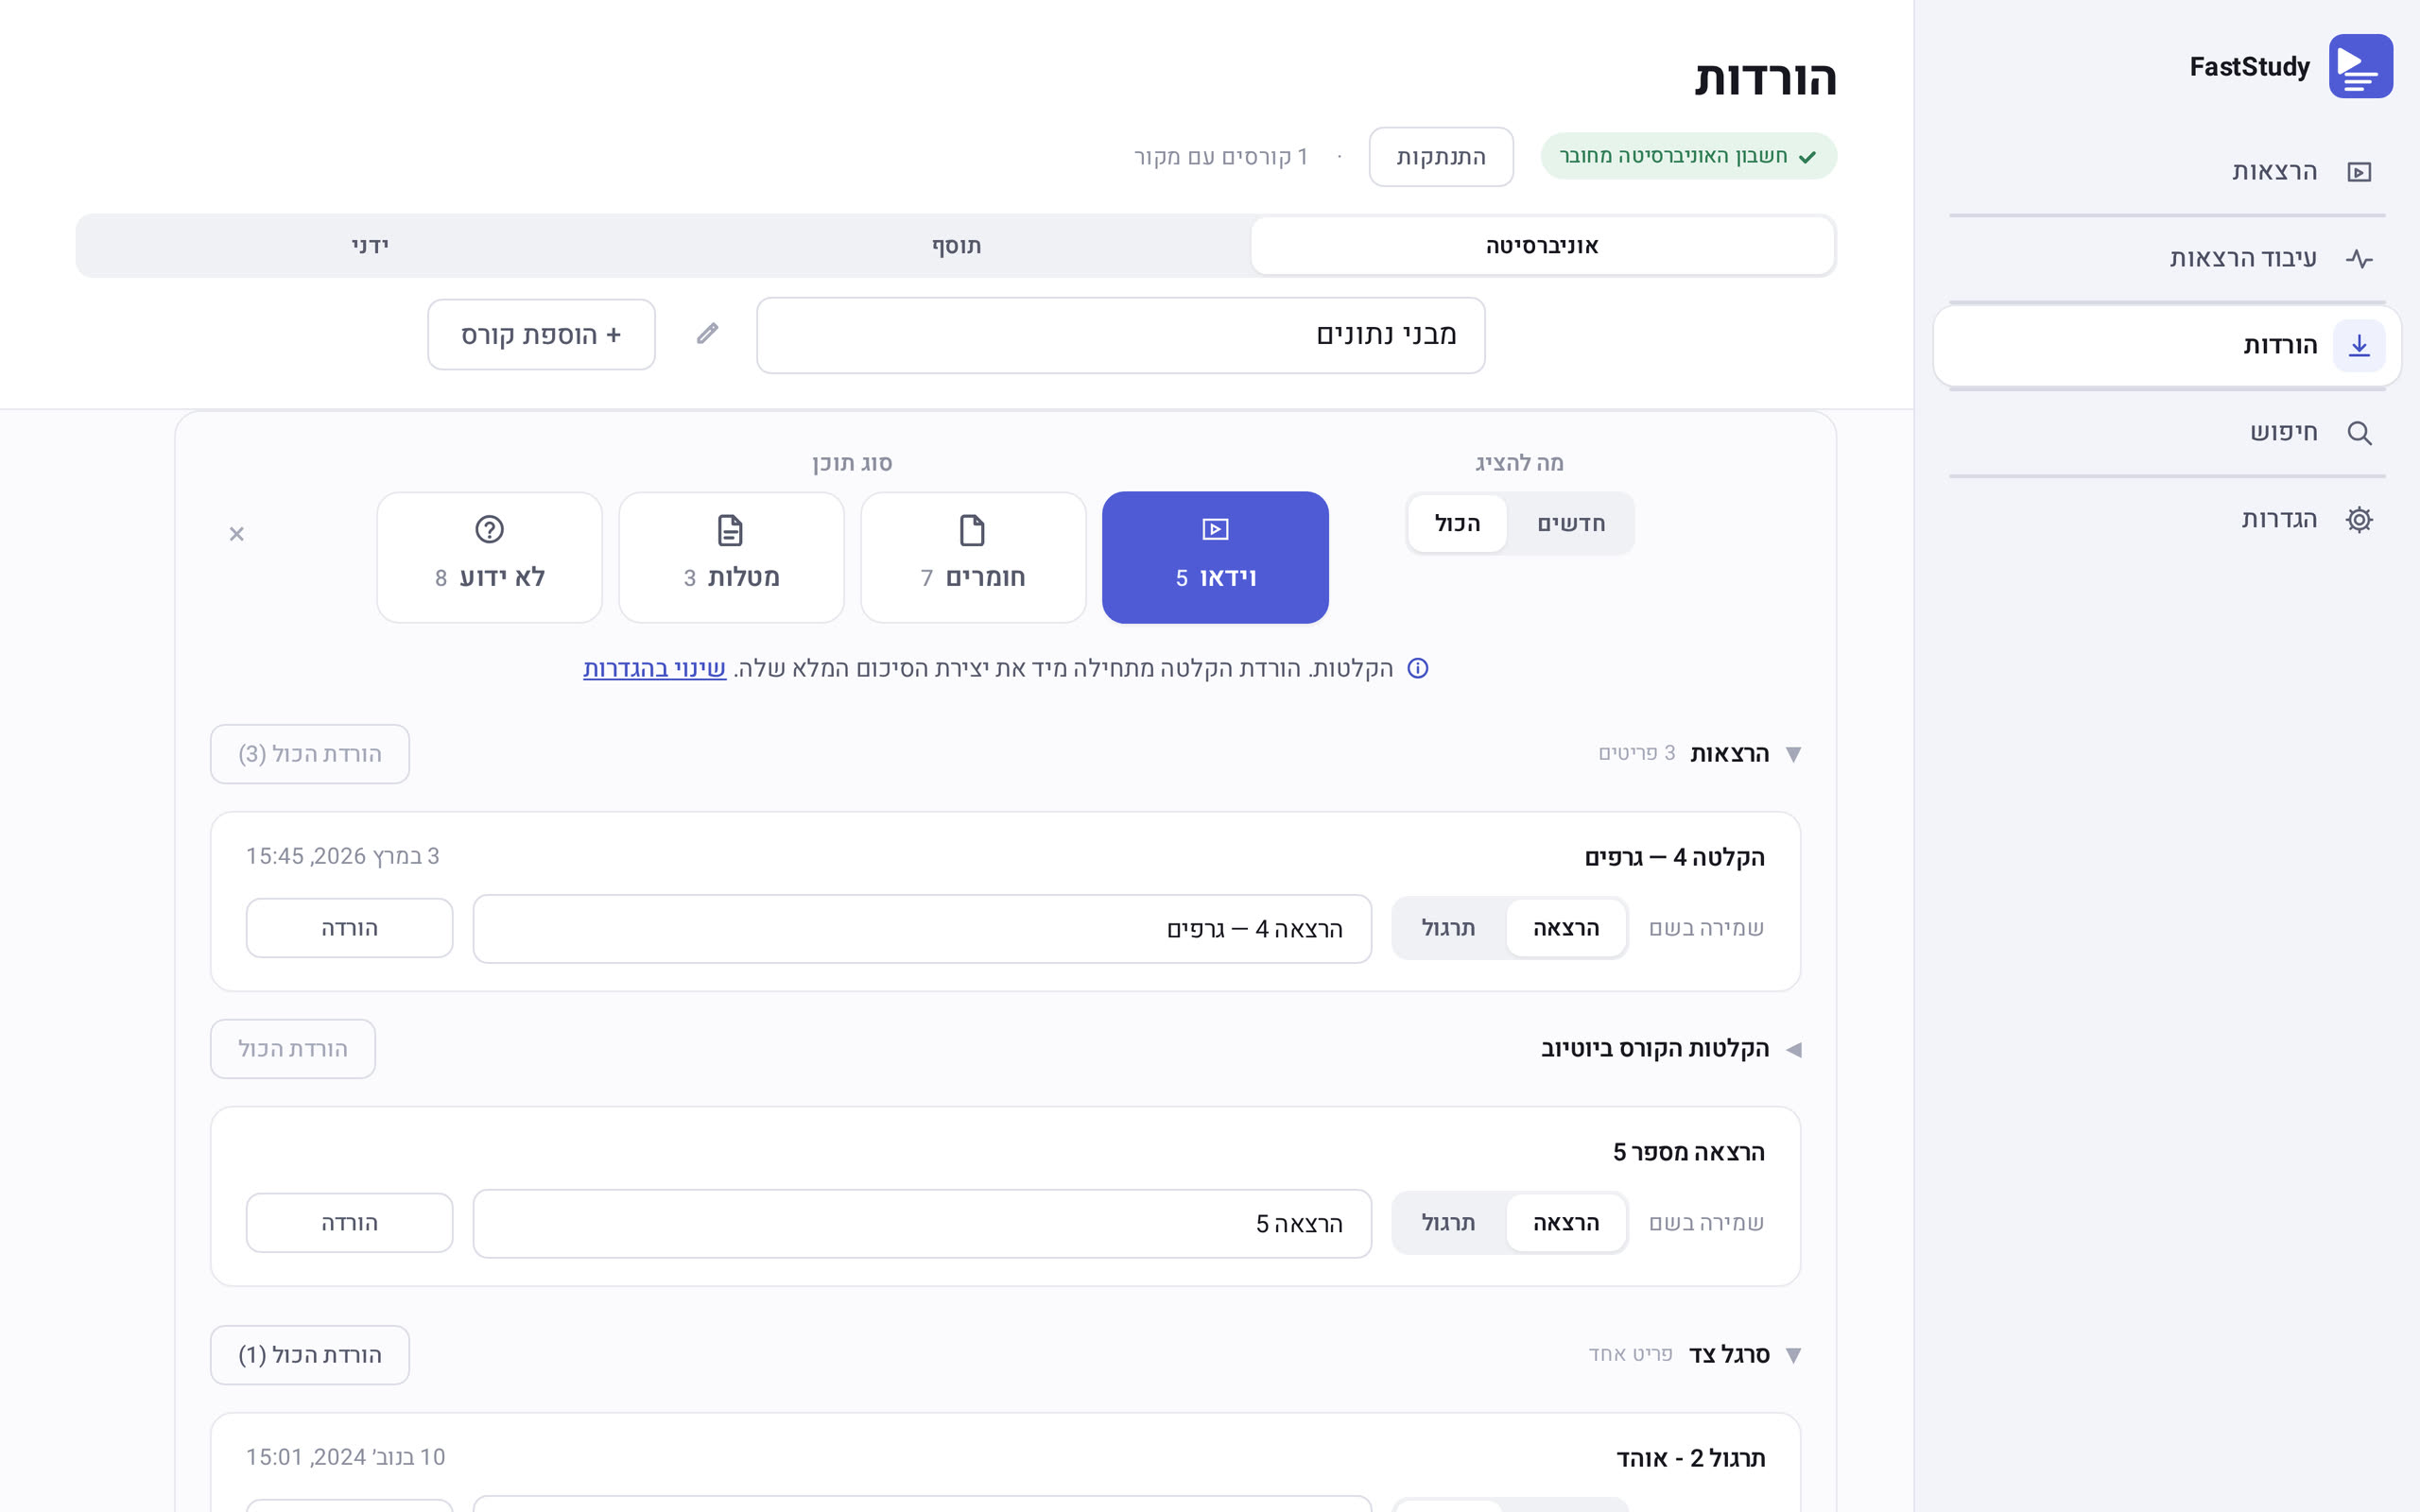 FastStudy
הרצאות
עיבוד הרצאות
הורדות
חיפוש
הגדרות
הורדות
חשבון האוניברסיטה מחובר
התנתקות
·
1 קורסים עם מקור
אוניברסיטה
תוסף
ידני
מבני נתונים
+ הוספת קורס
מה להציג
סוג תוכן
חדשים
הכול
וידאו 5
חומרים 7
מטלות 3
לא ידוע 8
×
הקלטות. הורדת הקלטה מתחילה מיד את יצירת הסיכום המלא שלה. שינוי בהגדרות
הרצאות 3 פריטים
הורדת הכול (3)
הקלטה 4 — גרפים
3 במרץ 2026, 15:45
שמירה בשם
הרצאה
תרגול
הרצאה 4 — גרפים
הורדה
הקלטות הקורס ביוטיוב
הורדת הכול
הרצאה מספר 5
שמירה בשם
הרצאה
תרגול
הרצאה 5
הורדה
סרגל צד פריט אחד
הורדת הכול (1)
תרגול 2 - אוהד
10 בנוב׳ 2024, 15:01